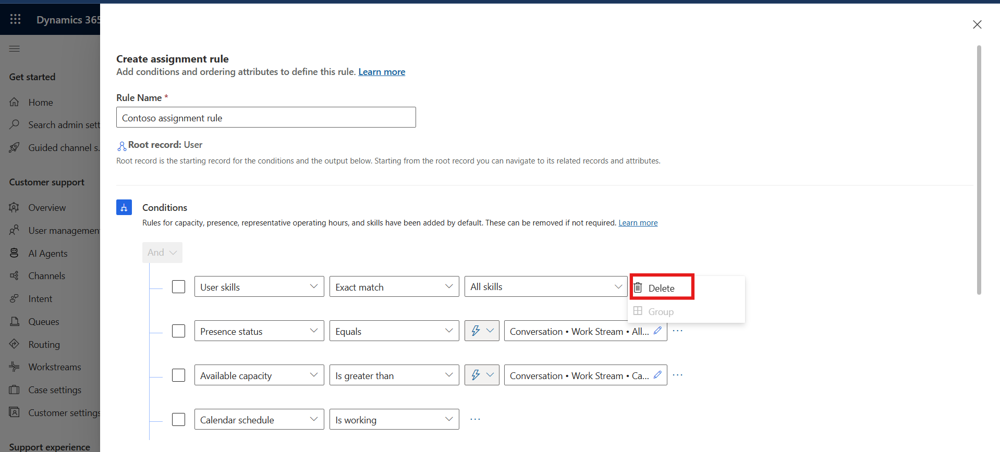 Dynamics 365
Get started
Home
Search admin sett
Guided channel s.
Customer support
Overview
User management
AI Agents
Channels
Intent
Queues
Routing
Workstreams
Case settings
Customer settings
Support experience
Create assignment rule
Add conditions and ordering attributes to define this rule. Learn more
Rule Name *
Contoso assignment rule
Root record: User
Root record is the starting record for the conditions and the output below. Starting from the root record you can navigate to its related records and attributes.
Conditions
Rules for capacity, presence, representative operating hours, and skills have been added by default. These can be removed if not required. Learn more
And
User skills Exact match All skills Delete
Group
Presence status Equals Conversation • Work Stream • All... ...
Available capacity Is greater than Conversation • Work Stream • Ca... ...
Calendar schedule Is working ...